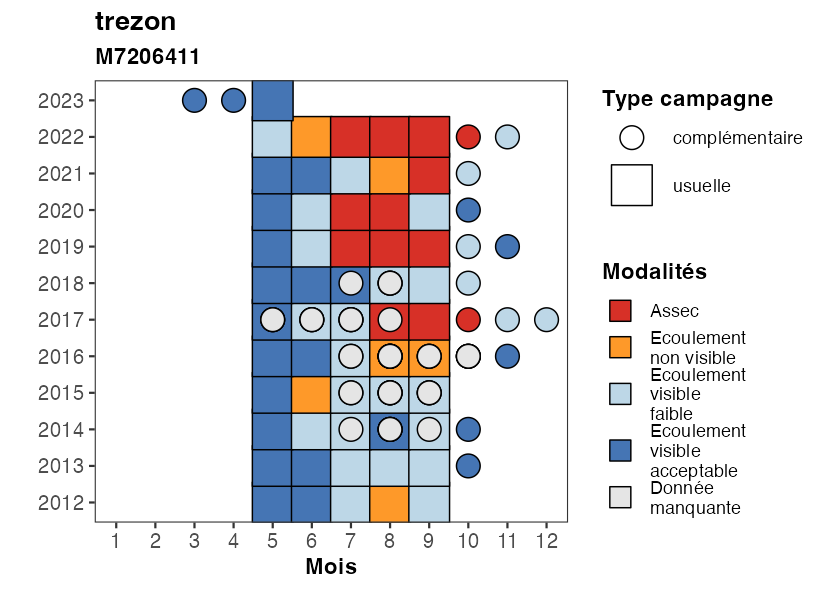 trezon
M7206411
2023
2022
2021
2020
2019
2018
2017
2016
2015
2014
2013
2012
1 2 3 4 5 6 7 8 9 10 11 12
Mois
Type campagne
complémentaire
usuelle
Modalités
Assec
Ecoulement
non visible
Ecoulement
visible
faible
Ecoulement
visible
acceptable
Donnée
manquante